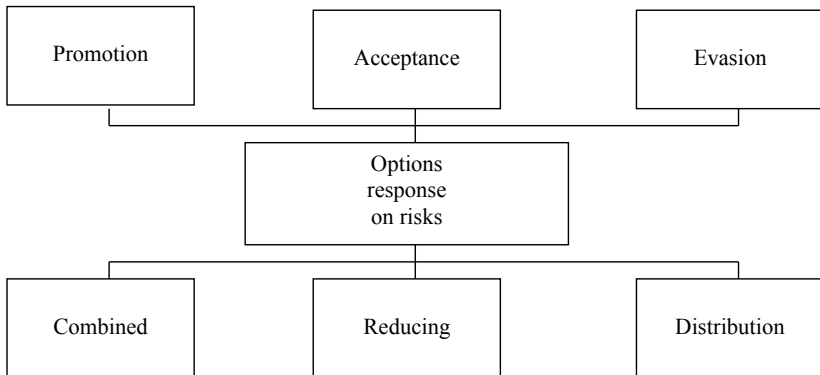 Promotion
Acceptance
Evasion
Options
response
on risks
Combined
Reducing
Distribution